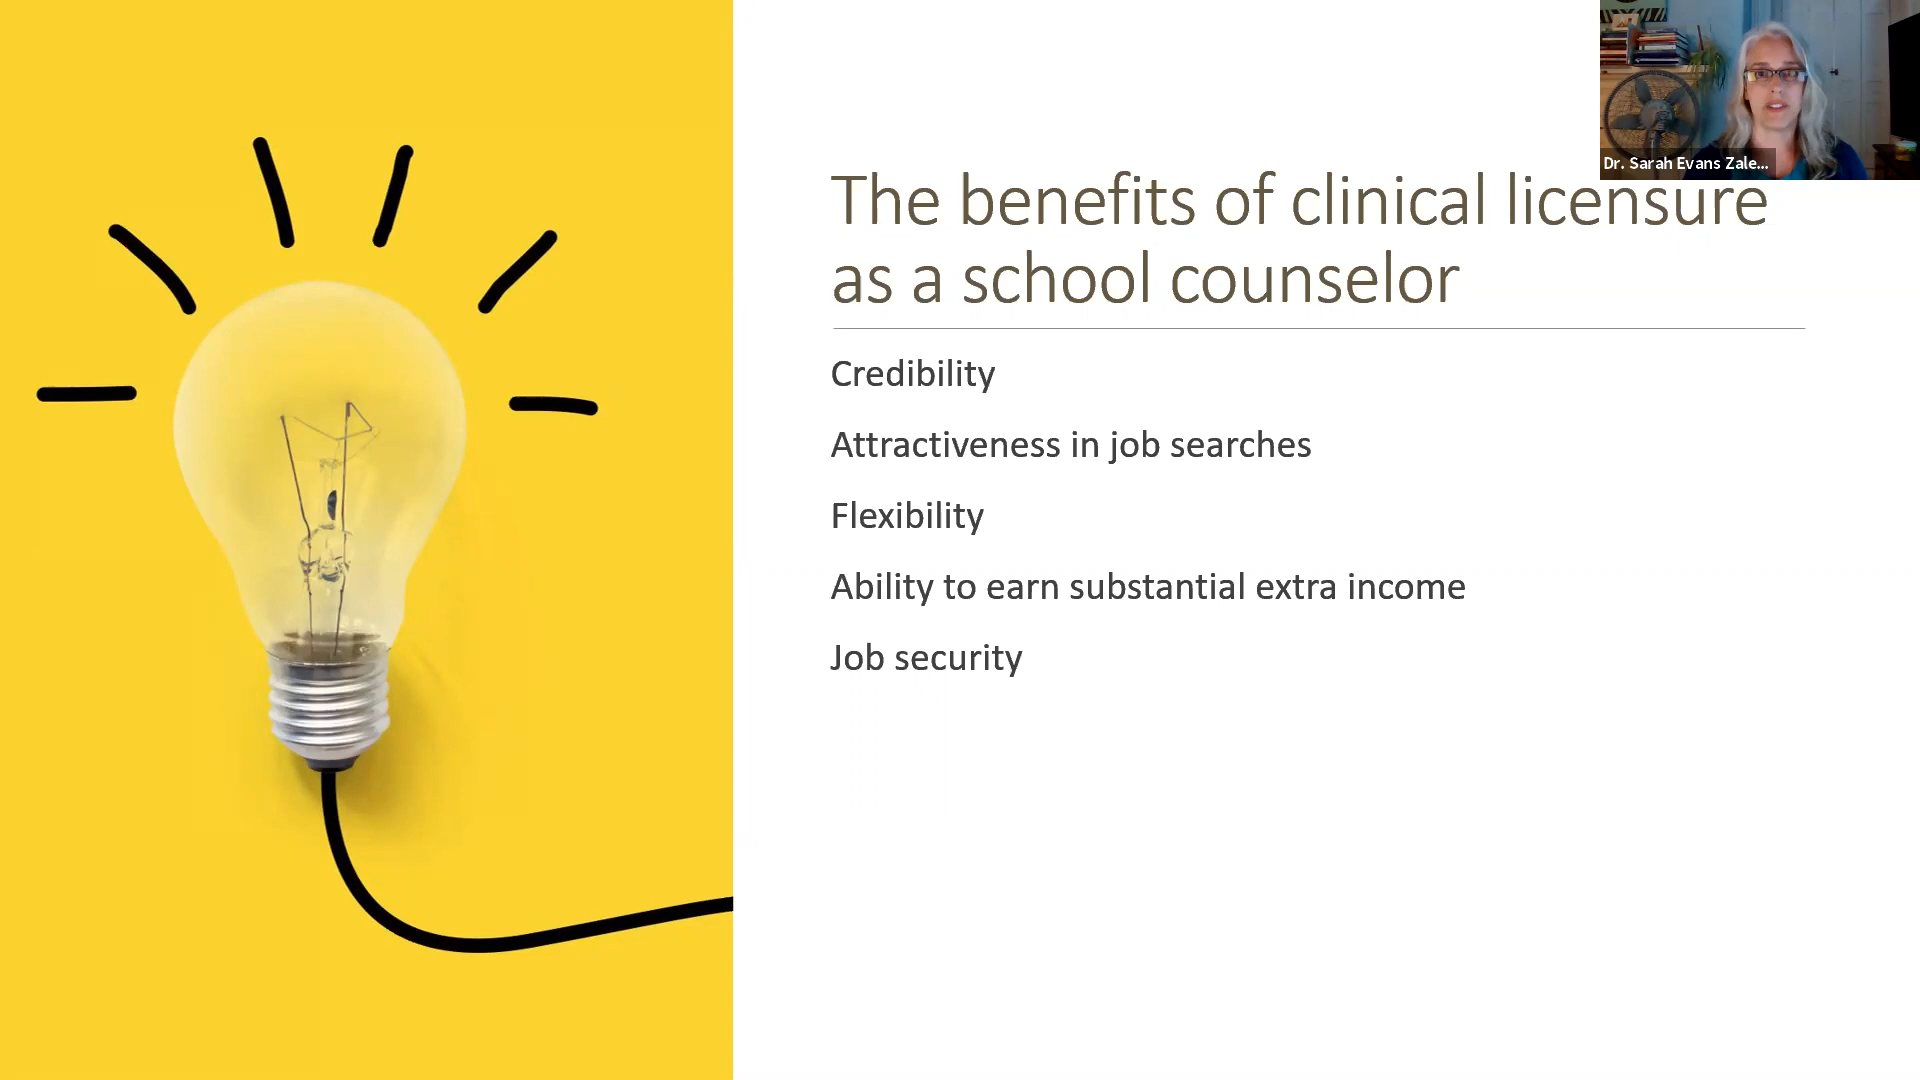 Dr. Sarah Evans Zale...
The benefits of clinical licensure
as a school counselor
Credibility
Attractiveness in job searches
Flexibility
Ability to earn substantial extra income
Job security